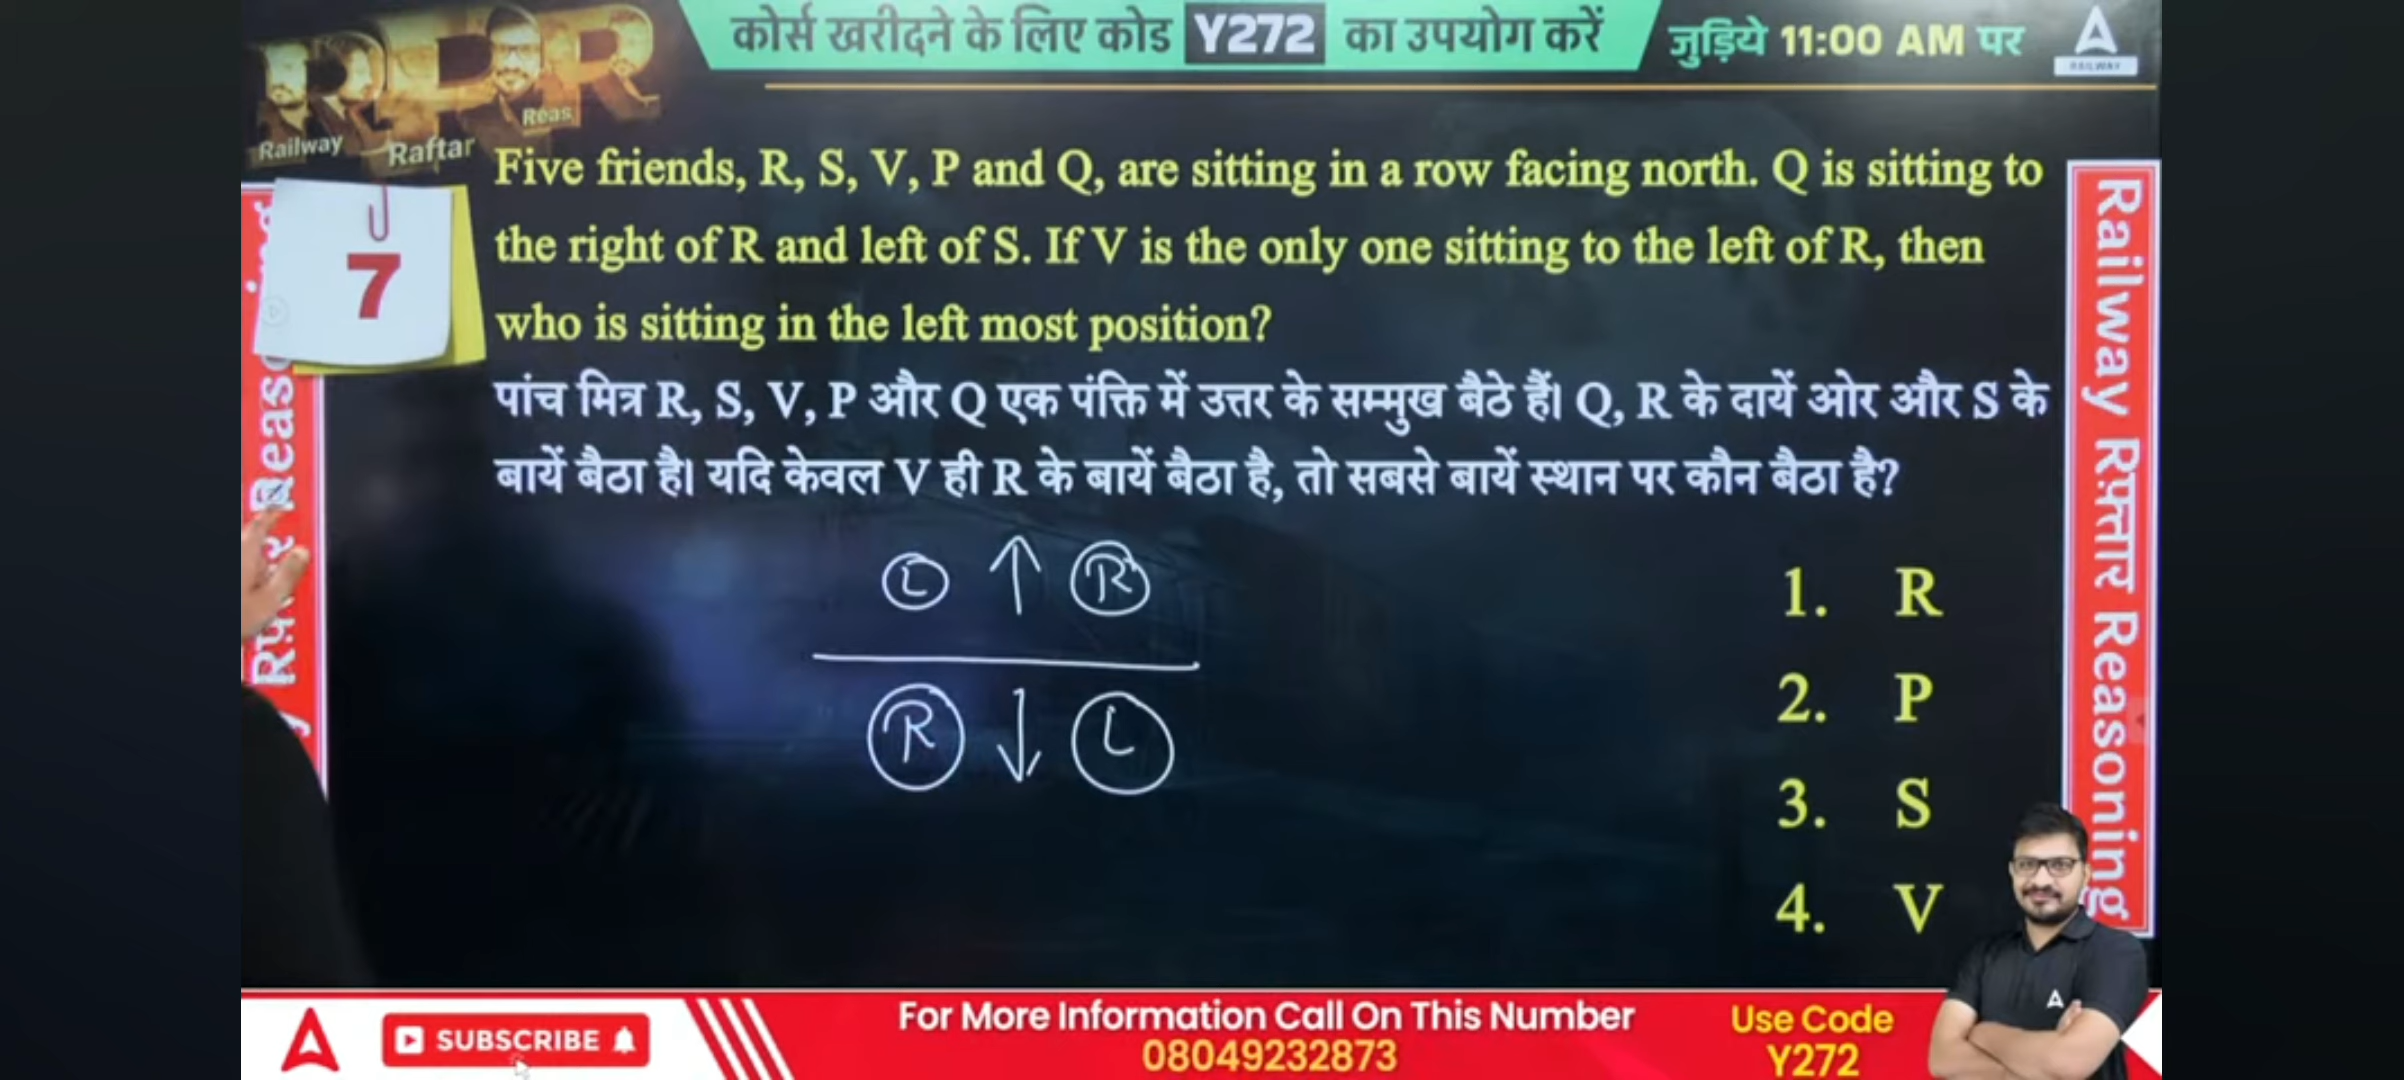 कोर्स खरीदने के लिए कोड Y272 का उपयोग करें
जुड़िये 11:00 AM पर
RAILWAY
RRR
Railway Raftar Reas
7
Five friends, R, S, V, P and Q, are sitting in a row facing north. Q is sitting to
the right of R and left of S. If V is the only one sitting to the left of R, then
who is sitting in the left most position?
पांच मित्र R, S, V, P और Q एक पंक्ति में उत्तर के सम्मुख बैठे हैं। Q, R के दायें ओर और S के
बायें बैठा है। यदि केवल V ही R के बायें बैठा है, तो सबसे बायें स्थान पर कौन बैठा है?
L ↑ R
R ↓ L
1. R
2. P
3. S
4. V
Railway रफ़्तार Reasoning
SUBSCRIBE
For More Information Call On This Number
08049232873
Use Code
Y272